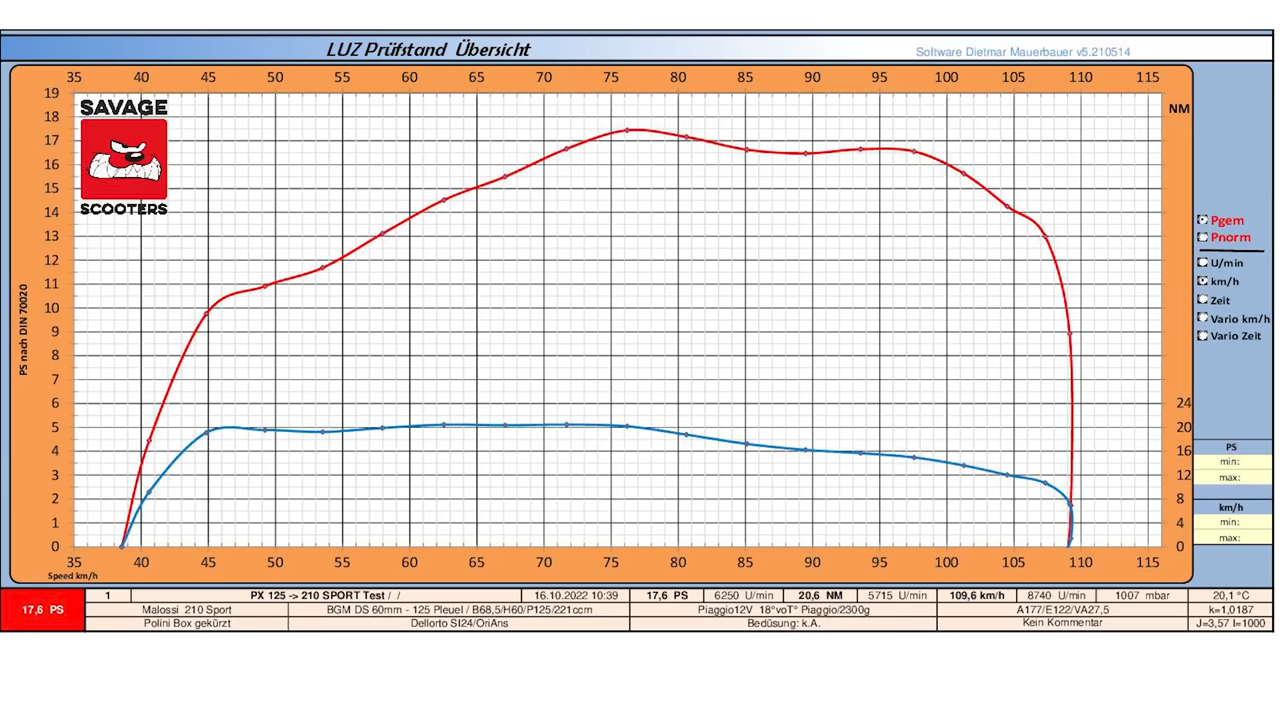 LUZ Prüfstand Übersicht
Software Dietmar Mauerbauer v5.210514
35 40 45 50 55 60 65 70 75 80 85 90 95 100 105 110 115
SAVAGE
SCOOTERS
PS nach DIN 70020
19
18
17
16
15
14
13
12
11
10
9
8
7
6
5
4
3
2
1
0
NM
24
20
16
12
8
4
0
35 40 45 50 55 60 65 70 75 80 85 90 95 100 105 110 115
Speed km/h
Pgem
Pnorm
U/min
km/h
Zeit
Vario km/h
Vario Zeit
PS
min:
max:
km/h
min:
max:
17,6 PS
1 PX 125 -> 210 SPORT Test / / 16.10.2022 10:39 17,6 PS 6250 U/min 20,6 NM 5715 U/min 109,6 km/h 8740 U/min 1007 mbar 20,1 °C
Malossi 210 Sport BGM DS 60mm - 125 Pleuel / B68,5/H60/P125/221ccm Piaggio12V 18°voT° Piaggio/2300g A177/E122/VA27,5 k=1,0187
Polini Box gekürzt Dellorto SI24/OriAns Bedüsung: k.A. Kein Kommentar J=3,57 I=1000